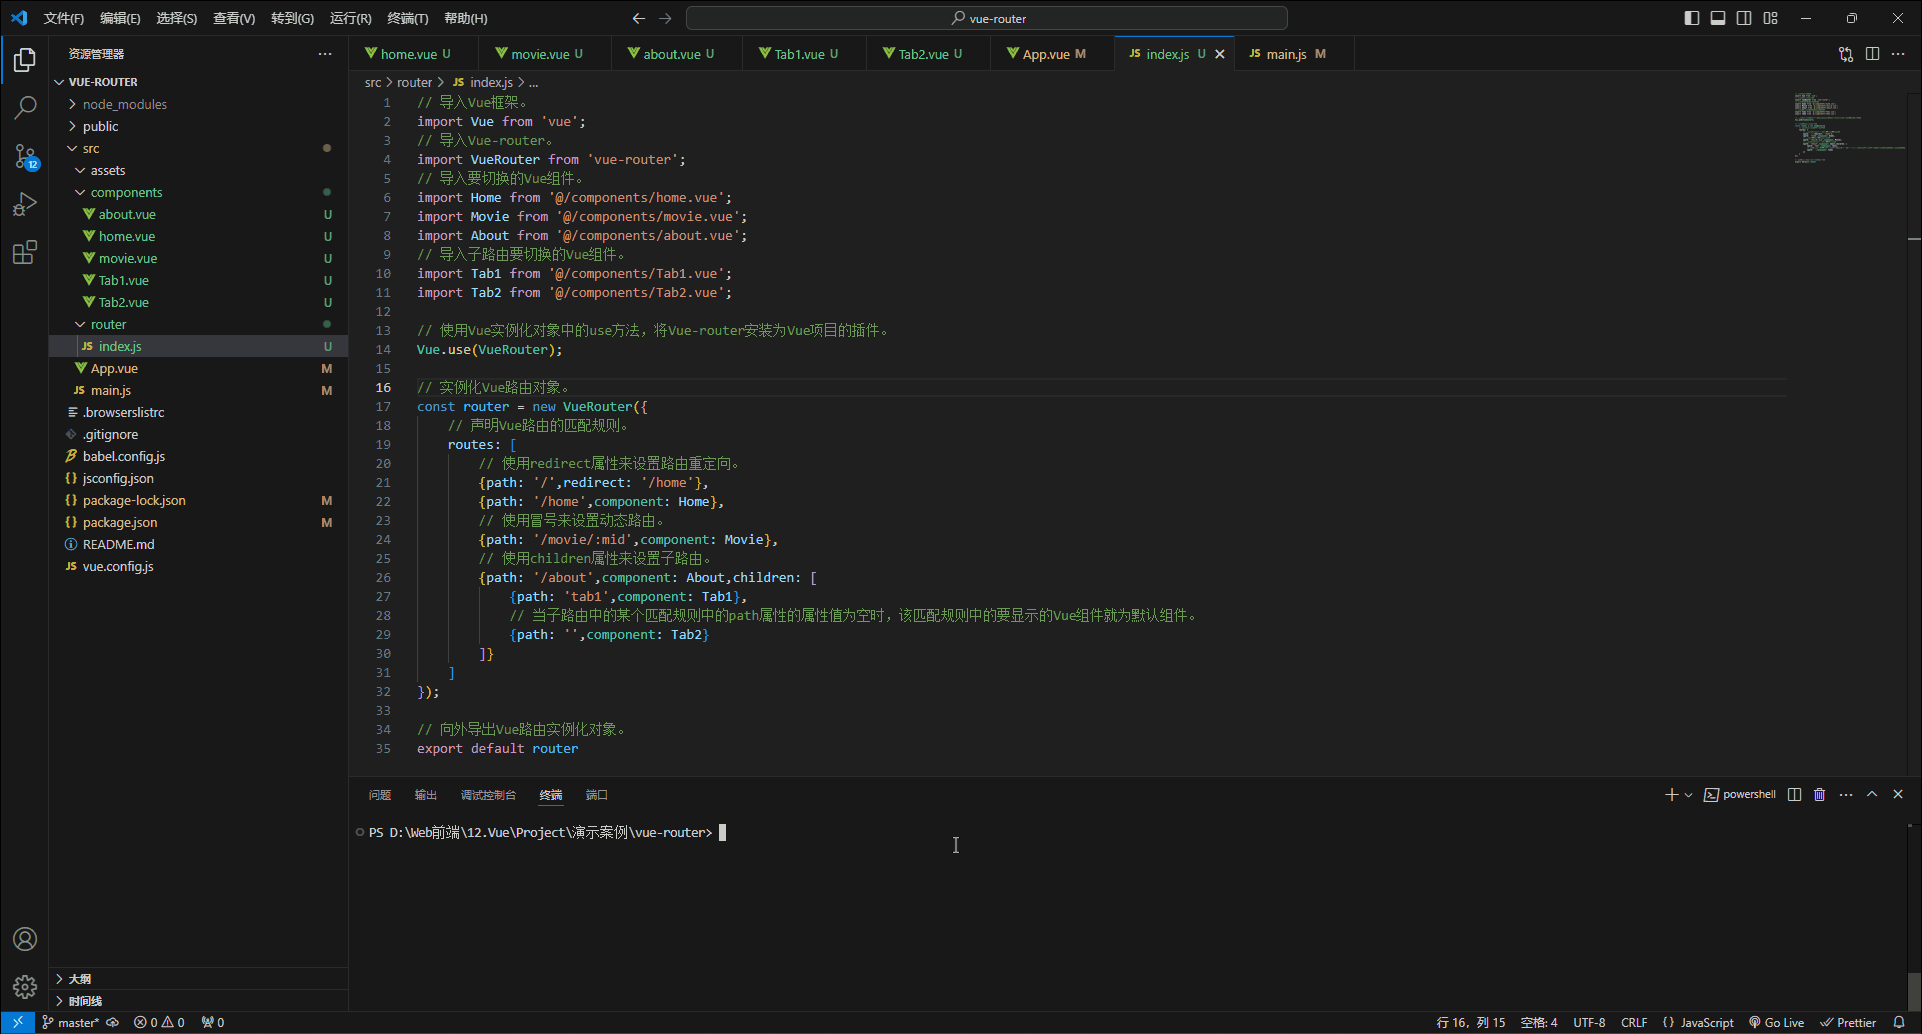 文件(F) 编辑(E) 选择(S) 查看(V) 转到(G) 运行(R) 终端(T) 帮助(H)
vue-router
资源管理器
VUE-ROUTER
node_modules
public
src
assets
components
about.vue U
home.vue U
movie.vue U
Tab1.vue U
Tab2.vue U
router
index.js U
App.vue M
main.js M
.browserslistrc
.gitignore
babel.config.js
jsconfig.json
package-lock.json M
package.json M
README.md
vue.config.js
12
大纲
时间线
home.vue U movie.vue U about.vue U Tab1.vue U Tab2.vue U App.vue M JS index.js U JS main.js M
src > router > JS index.js > ...
1 // 导入Vue框架。
2 import Vue from 'vue';
3 // 导入Vue-router。
4 import VueRouter from 'vue-router';
5 // 导入要切换的Vue组件。
6 import Home from '@/components/home.vue';
7 import Movie from '@/components/movie.vue';
8 import About from '@/components/about.vue';
9 // 导入子路由要切换的Vue组件。
10 import Tab1 from '@/components/Tab1.vue';
11 import Tab2 from '@/components/Tab2.vue';
12
13 // 使用Vue实例化对象中的use方法，将Vue-router安装为Vue项目的插件。
14 Vue.use(VueRouter);
15
16 // 实例化Vue路由对象。
17 const router = new VueRouter({
18 // 声明Vue路由的匹配规则。
19 routes: [
20 // 使用redirect属性来设置路由重定向。
21 {path: '/',redirect: '/home'},
22 {path: '/home',component: Home},
23 // 使用冒号来设置动态路由。
24 {path: '/movie/:mid',component: Movie},
25 // 使用children属性来设置子路由。
26 {path: '/about',component: About,children: [
27 {path: 'tab1',component: Tab1},
28 // 当子路由中的某个匹配规则中的path属性的属性值为空时，该匹配规则中的要显示的Vue组件就为默认组件。
29 {path: '',component: Tab2}
30 ]}
31 ]
32 });
33
34 // 向外导出Vue路由实例化对象。
35 export default router
问题 输出 调试控制台 终端 端口
powershell
PS D:\Web前端\12.Vue\Project\演示案例\vue-router>
master* 0 0 0
行 16，列 15 空格: 4 UTF-8 CRLF {} JavaScript Go Live Prettier